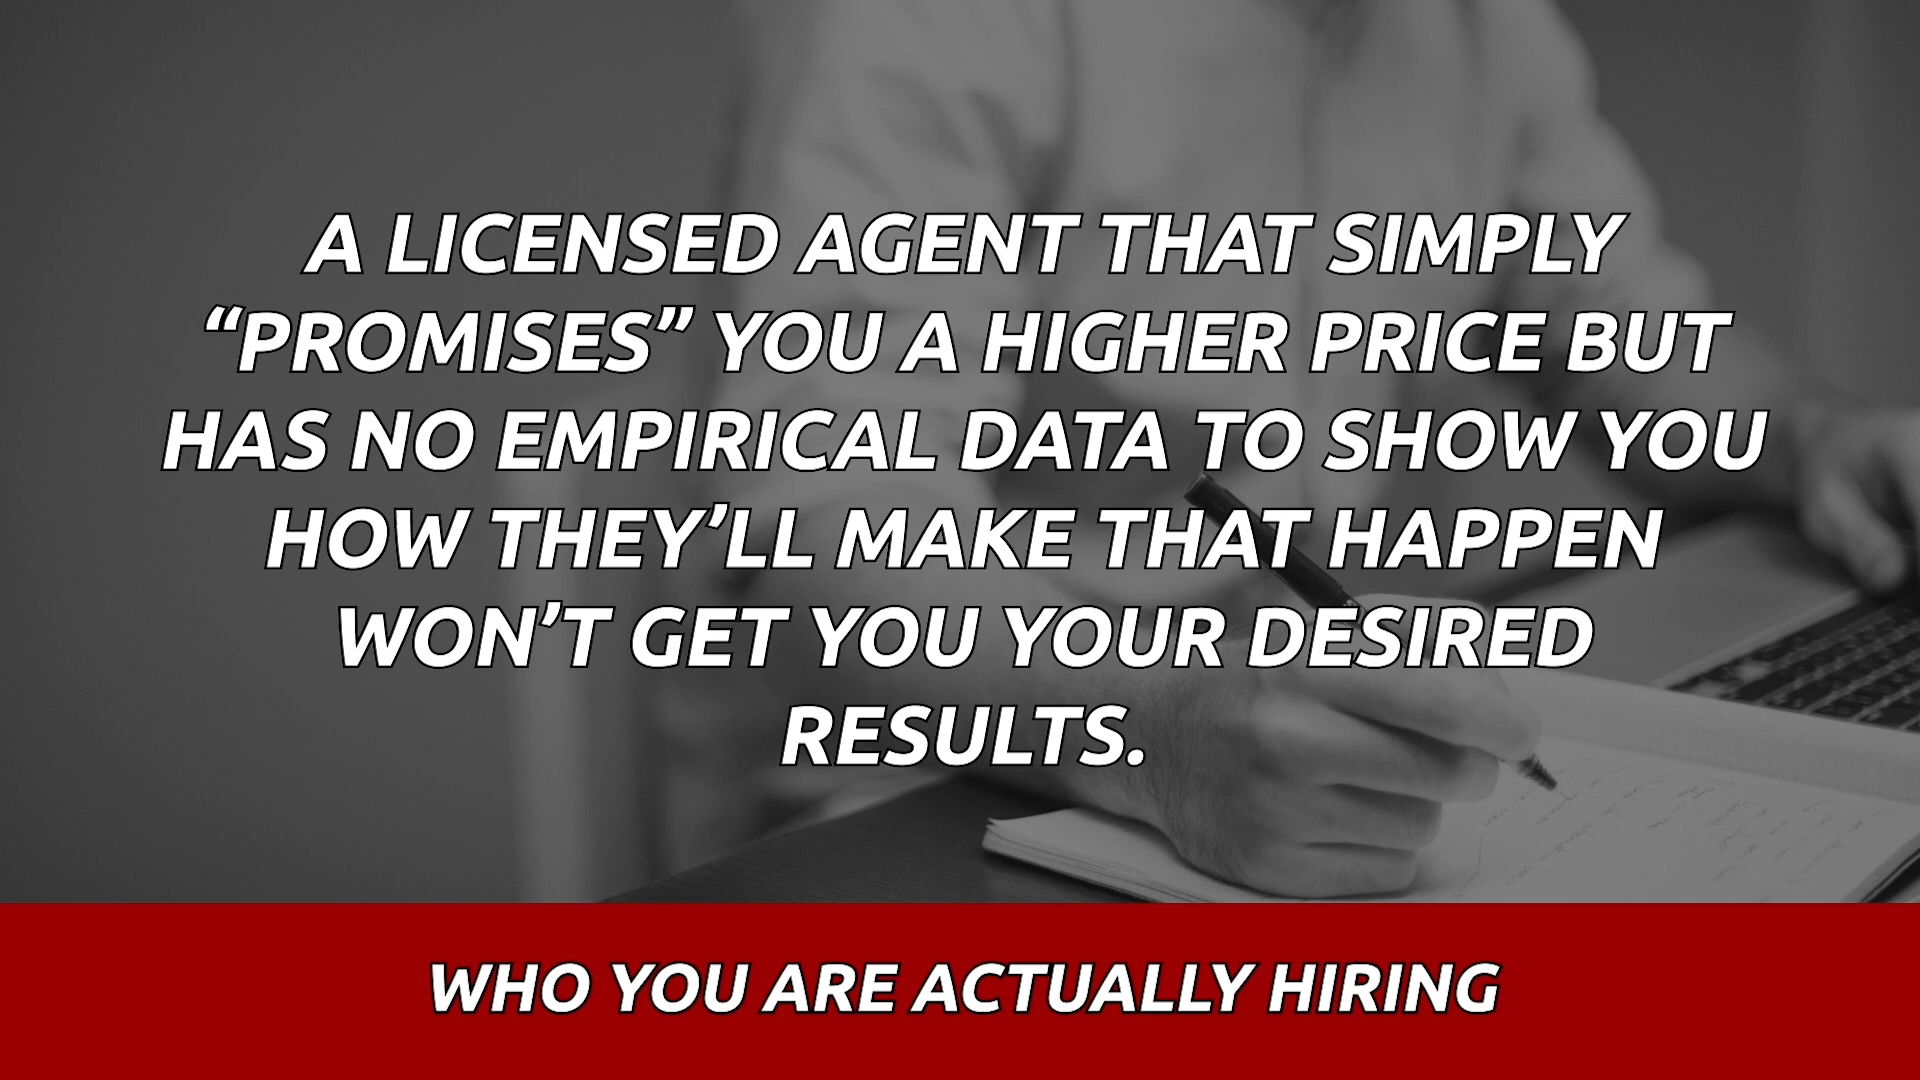 A LICENSED AGENT THAT SIMPLY
“PROMISES” YOU A HIGHER PRICE BUT
HAS NO EMPIRICAL DATA TO SHOW YOU
HOW THEY’LL MAKE THAT HAPPEN
WON’T GET YOU YOUR DESIRED
RESULTS.
WHO YOU ARE ACTUALLY HIRING